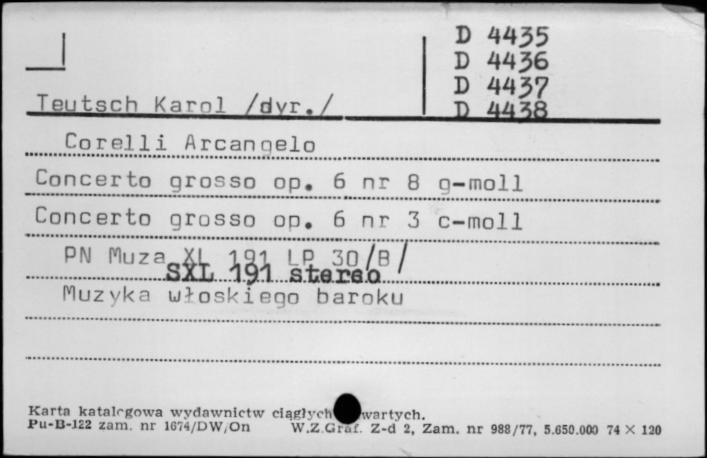 D 4435
D 4436
D 4437
D 4438
Teutsch Karol /dyr./
Corelli Arcangelo
Concerto grosso op. 6 nr 8 g-moll
Concerto grosso op. 6 nr 3 c-moll
PN Muza XL 191 LP 30/B/
SXL 191 stereo
Muzyka włoskiego baroku
Karta katalogowa wydawnictw ciągłych wartych.
Pu-B-122 zam. nr 1674/DW/On W.Z.Graf. Z-d 2, Zam. nr 988/77, 5.650.000 74 × 120